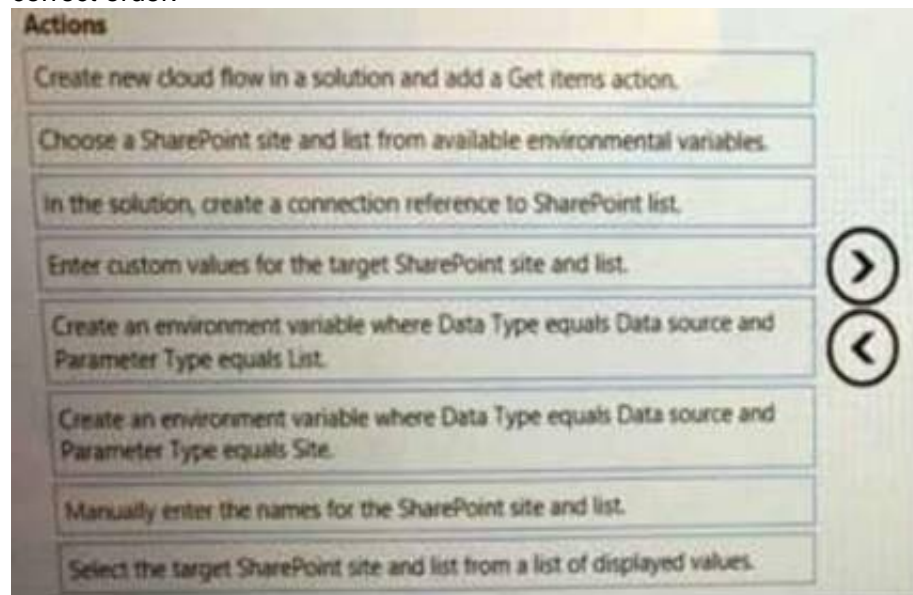 correct order.
Actions
Create new cloud flow in a solution and add a Get items action.
Choose a SharePoint site and list from available environmental variables.
In the solution, create a connection reference to SharePoint list.
Enter custom values for the target SharePoint site and list.
Create an environment variable where Data Type equals Data source and
Parameter Type equals List.
Create an environment variable where Data Type equals Data source and
Parameter Type equals Site.
Manually enter the names for the SharePoint site and list.
Select the target SharePoint site and list from a list of displayed values.